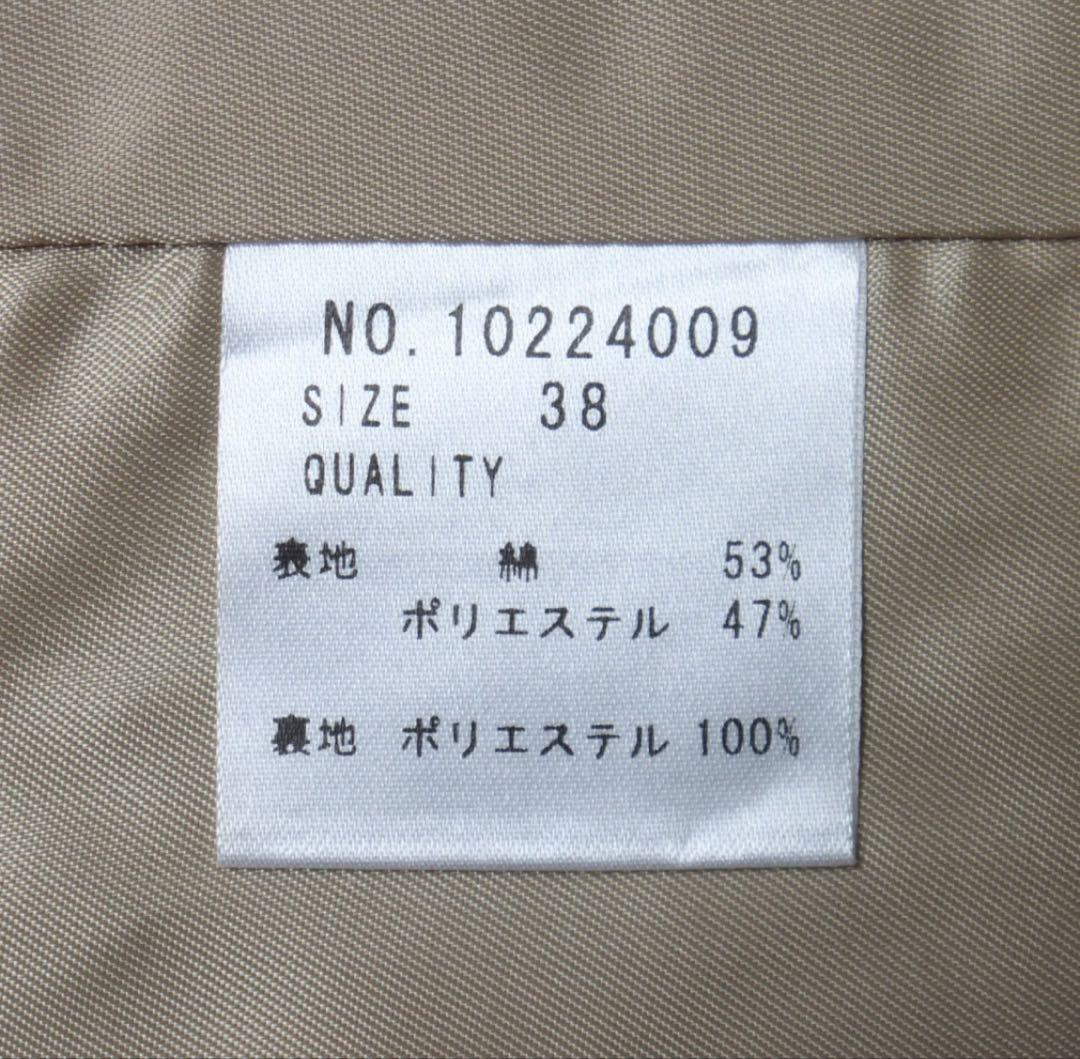 NO. 10224009
SIZE 38
QUALITY
表地 綿 53%
ポリエステル 47%
裏地 ポリエステル 100%